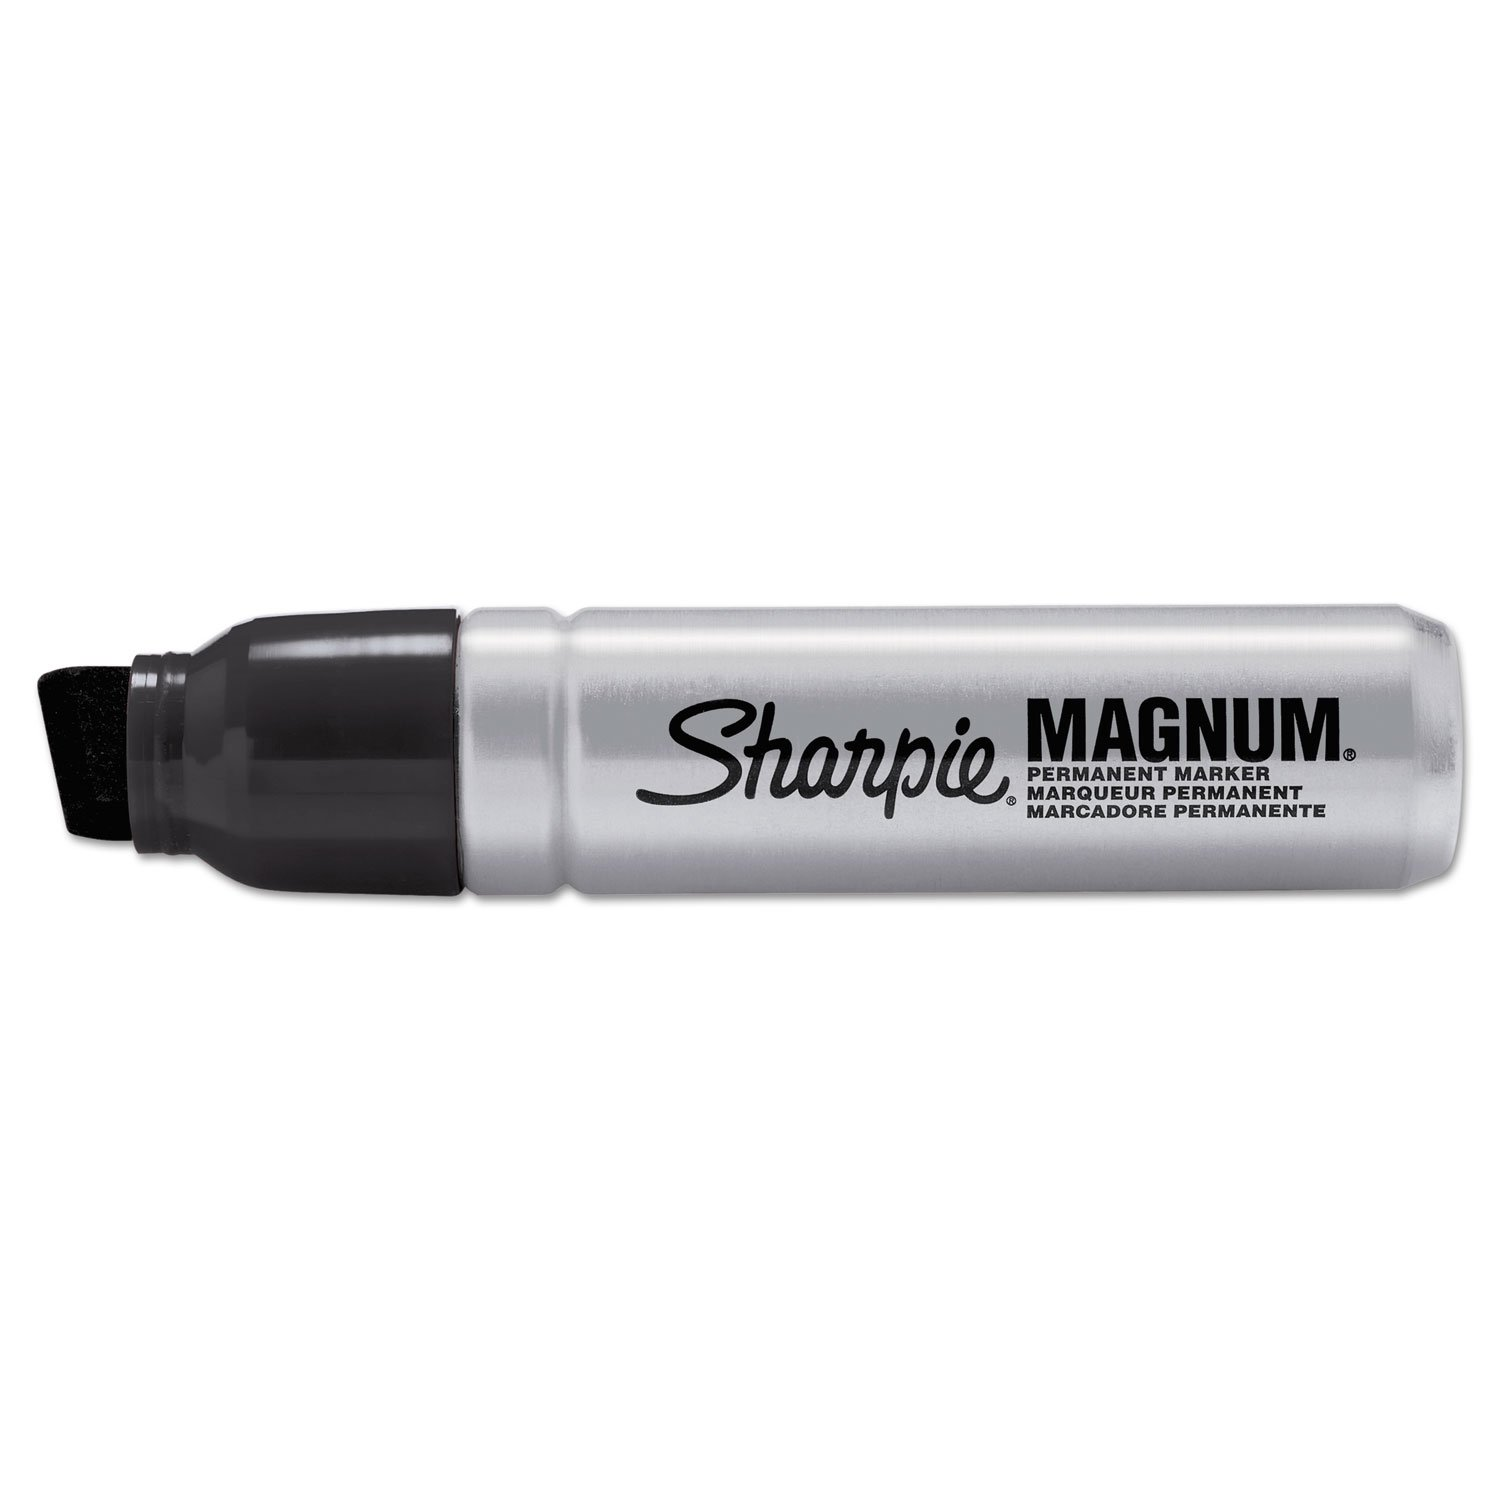 Sharpie® MAGNUM®
PERMANENT MARKER
MARQUEUR PERMANENT
MARCADORE PERMANENTE